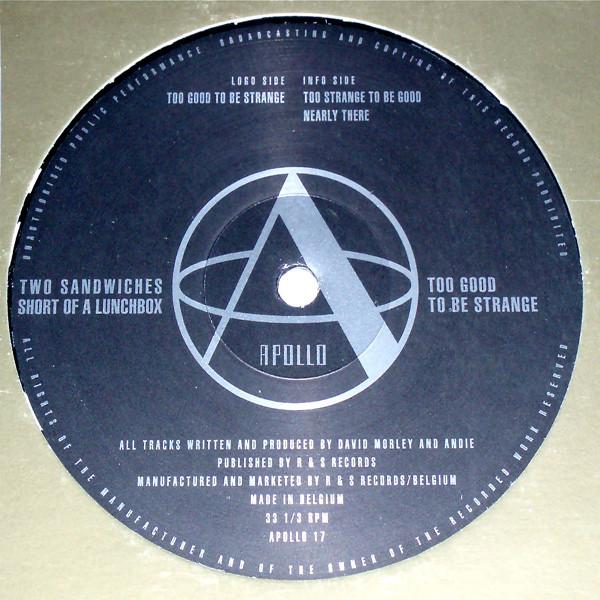 UNAUTHORISED PUBLIC PERFORMANCE BROADCASTING AND COPYING OF THIS RECORD PROHIBITED
LOGO SIDE
TOO GOOD TO BE STRANGE
INFO SIDE
TOO STRANGE TO BE GOOD
NEARLY THERE
TWO SANDWICHES
SHORT OF A LUNCHBOX
TOO GOOD
TO BE STRANGE
APOLLO
ALL TRACKS WRITTEN AND PRODUCED BY DAVID MORLEY AND ANDIE
PUBLISHED BY R & S RECORDS
MANUFACTURED AND MARKETED BY R & S RECORDS/BELGIUM
MADE IN BELGIUM
33 1/3 RPM
APOLLO 17
ALL RIGHTS OF THE MANUFACTURER AND OF THE OWNER OF THE RECORDED WORK RESERVED